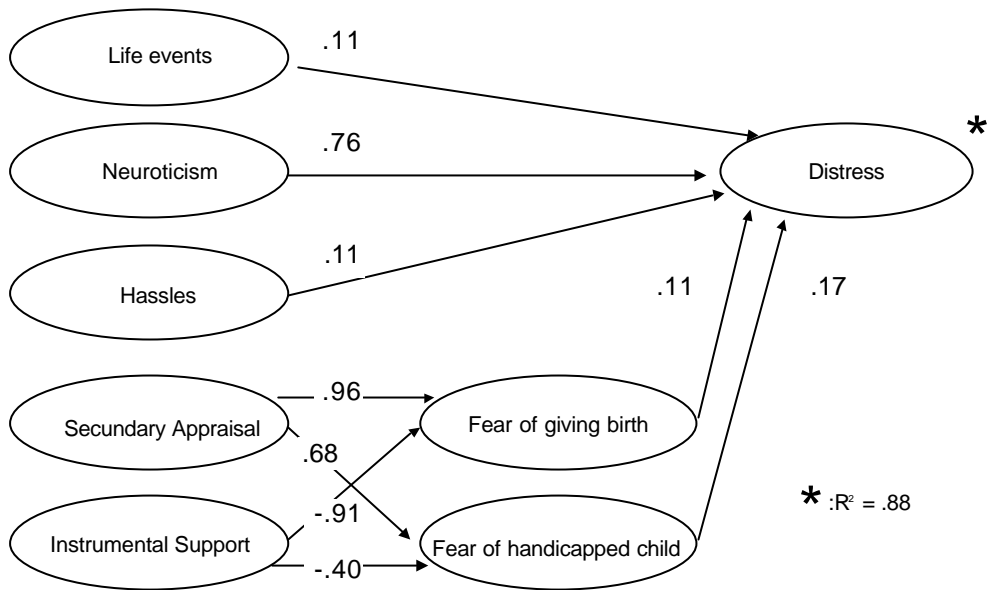 Life events
.11
Neuroticism
.76
Distress
*
Hassles
.11
.11
.17
Secundary Appraisal
.96
.68
Fear of giving birth
Instrumental Support
-.91
-.40
Fear of handicapped child
* :R² = .88